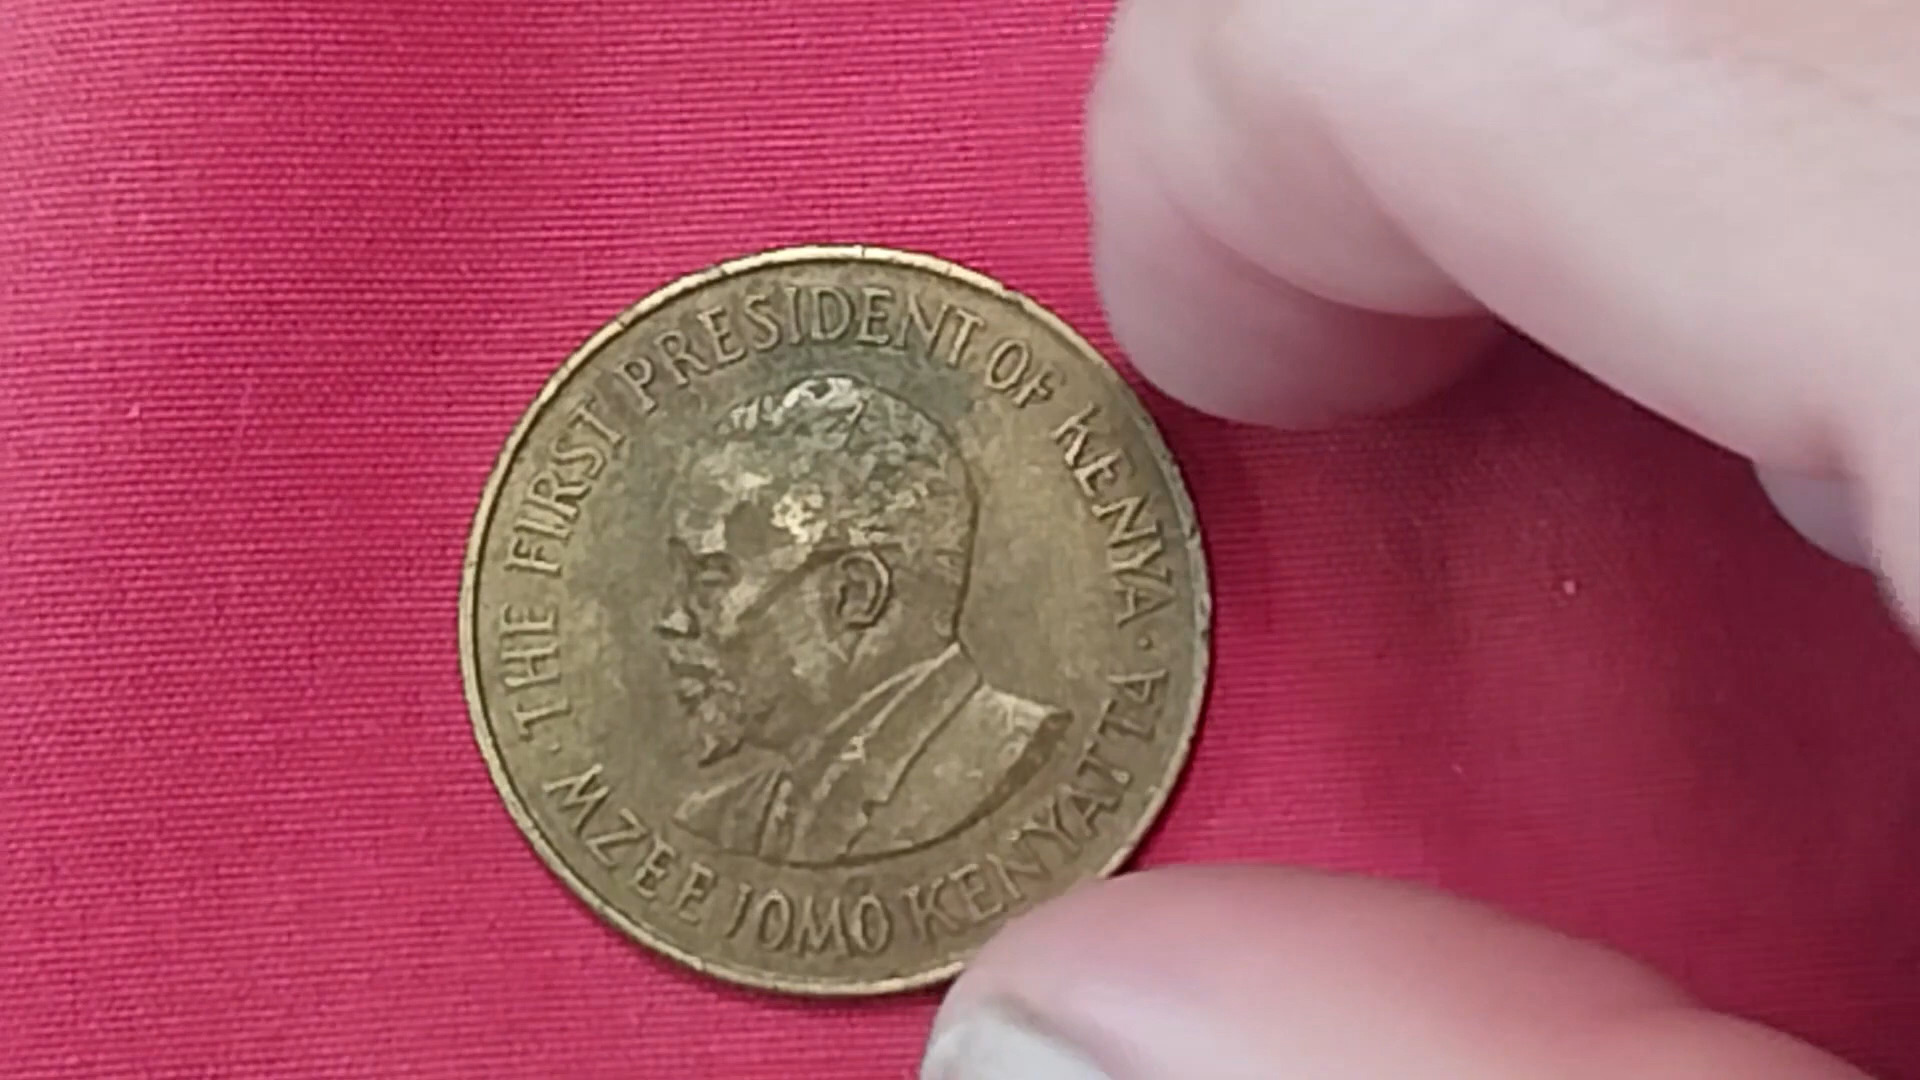 · THE FIRST PRESIDENT OF KENYA ·
MZEE JOMO KENYATTA